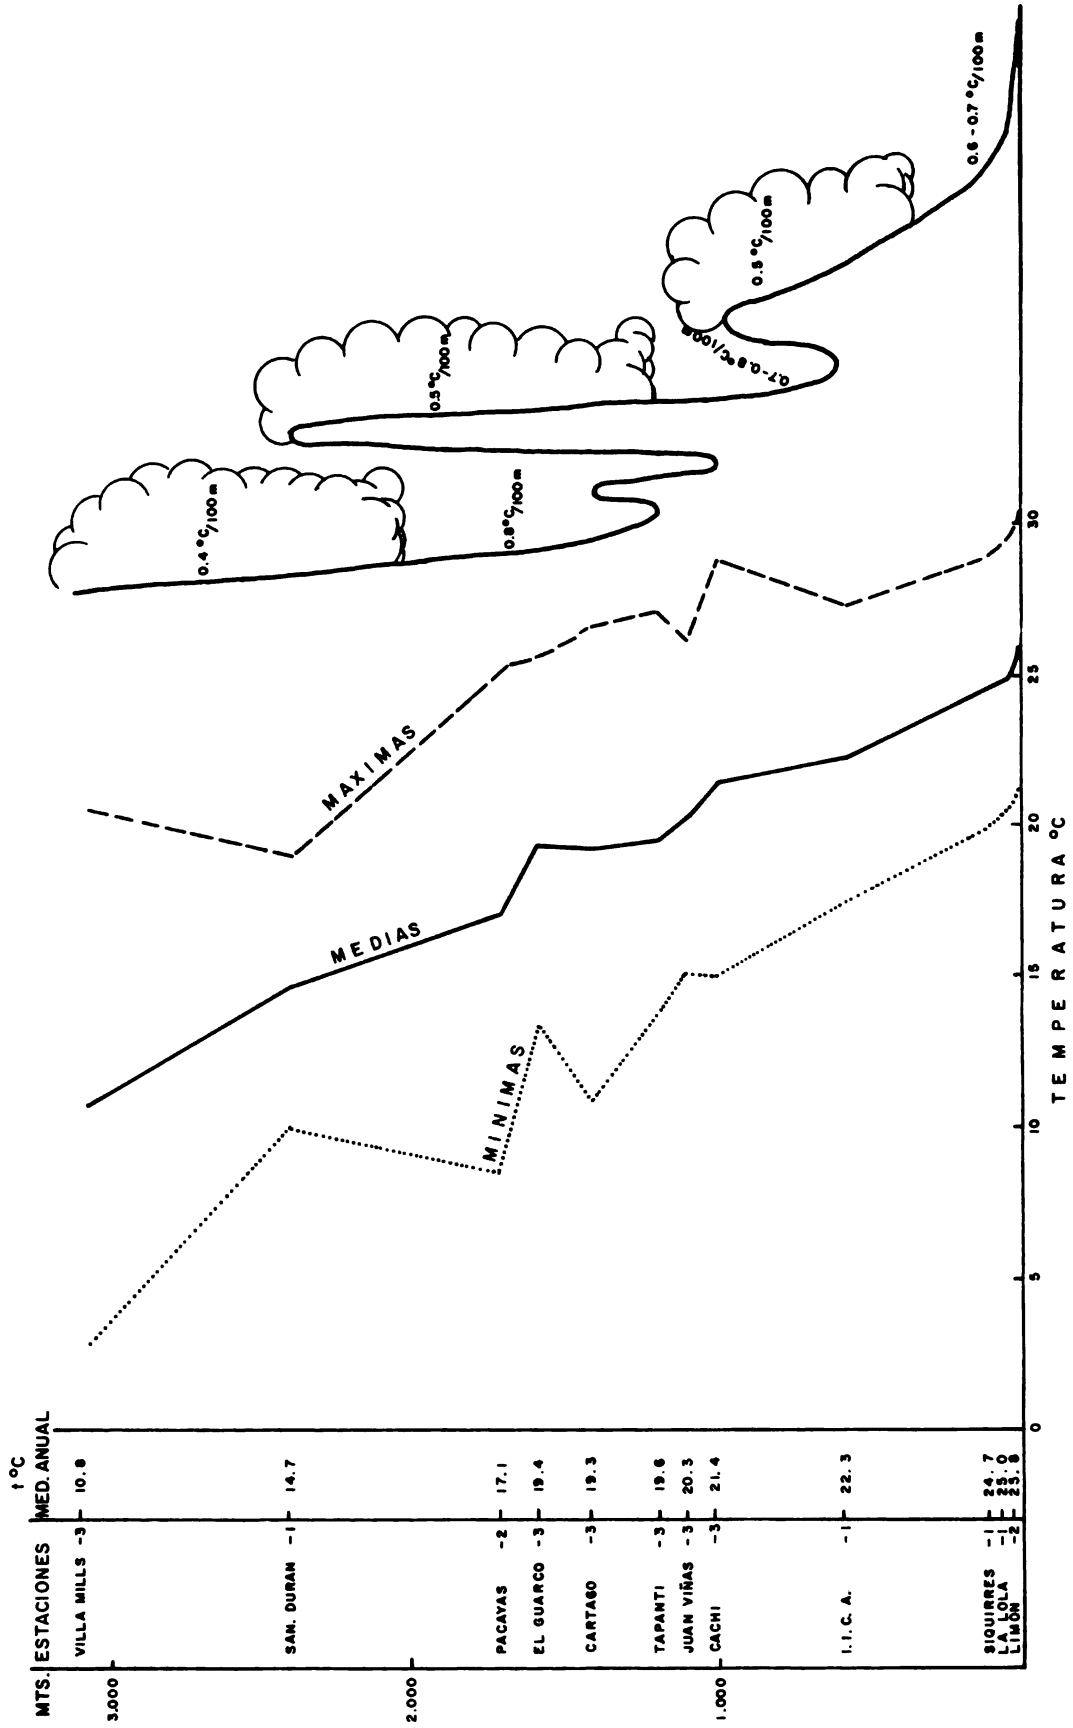 MTS. ESTACIONES t°C MED. ANUAL
3.000
VILLA MILLS -3 10.8
SAN. DURAN -1 14.7
2.000
PACAYAS -2 17.1
EL GUARCO -3 19.4
CARTAGO -3 19.3
TAPANTI -3 19.6
JUAN VIÑAS -3 20.3
1.000
CACHI -3 21.4
I.I.C.A. -1 22.3
SIQUIRRES -1 24.7
LA LOLA -1 25.0
LIMON -2 25.8
MINIMAS
MEDIAS
MAXIMAS
0.4 °C/100 m
0.8°C/100 m
0.5 °C/100 m
0.7-0.8 °C/100 m
0.5 °C/100 m
0.6 - 0.7 °C/100 m
0 5 10 15 20 25 30
TEMPERATURA °C